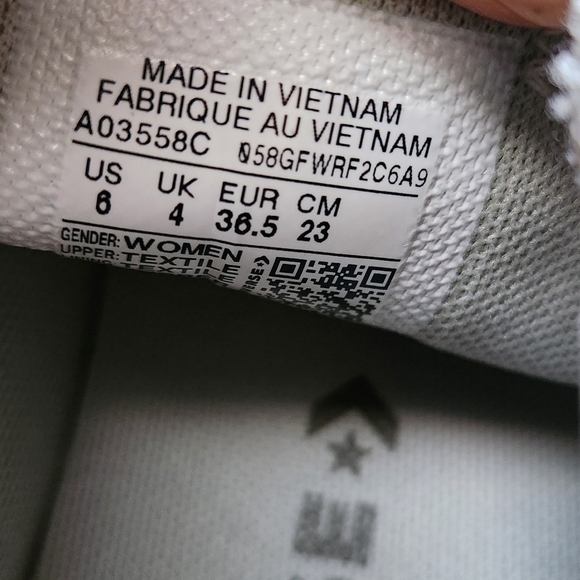 MADE IN VIETNAM
FABRIQUE AU VIETNAM
A03558C 058GFWRF2C6A9
US UK EUR CM
6 4 36.5 23
GENDER: WOMEN
UPPER: TEXTILE
TEXTILE